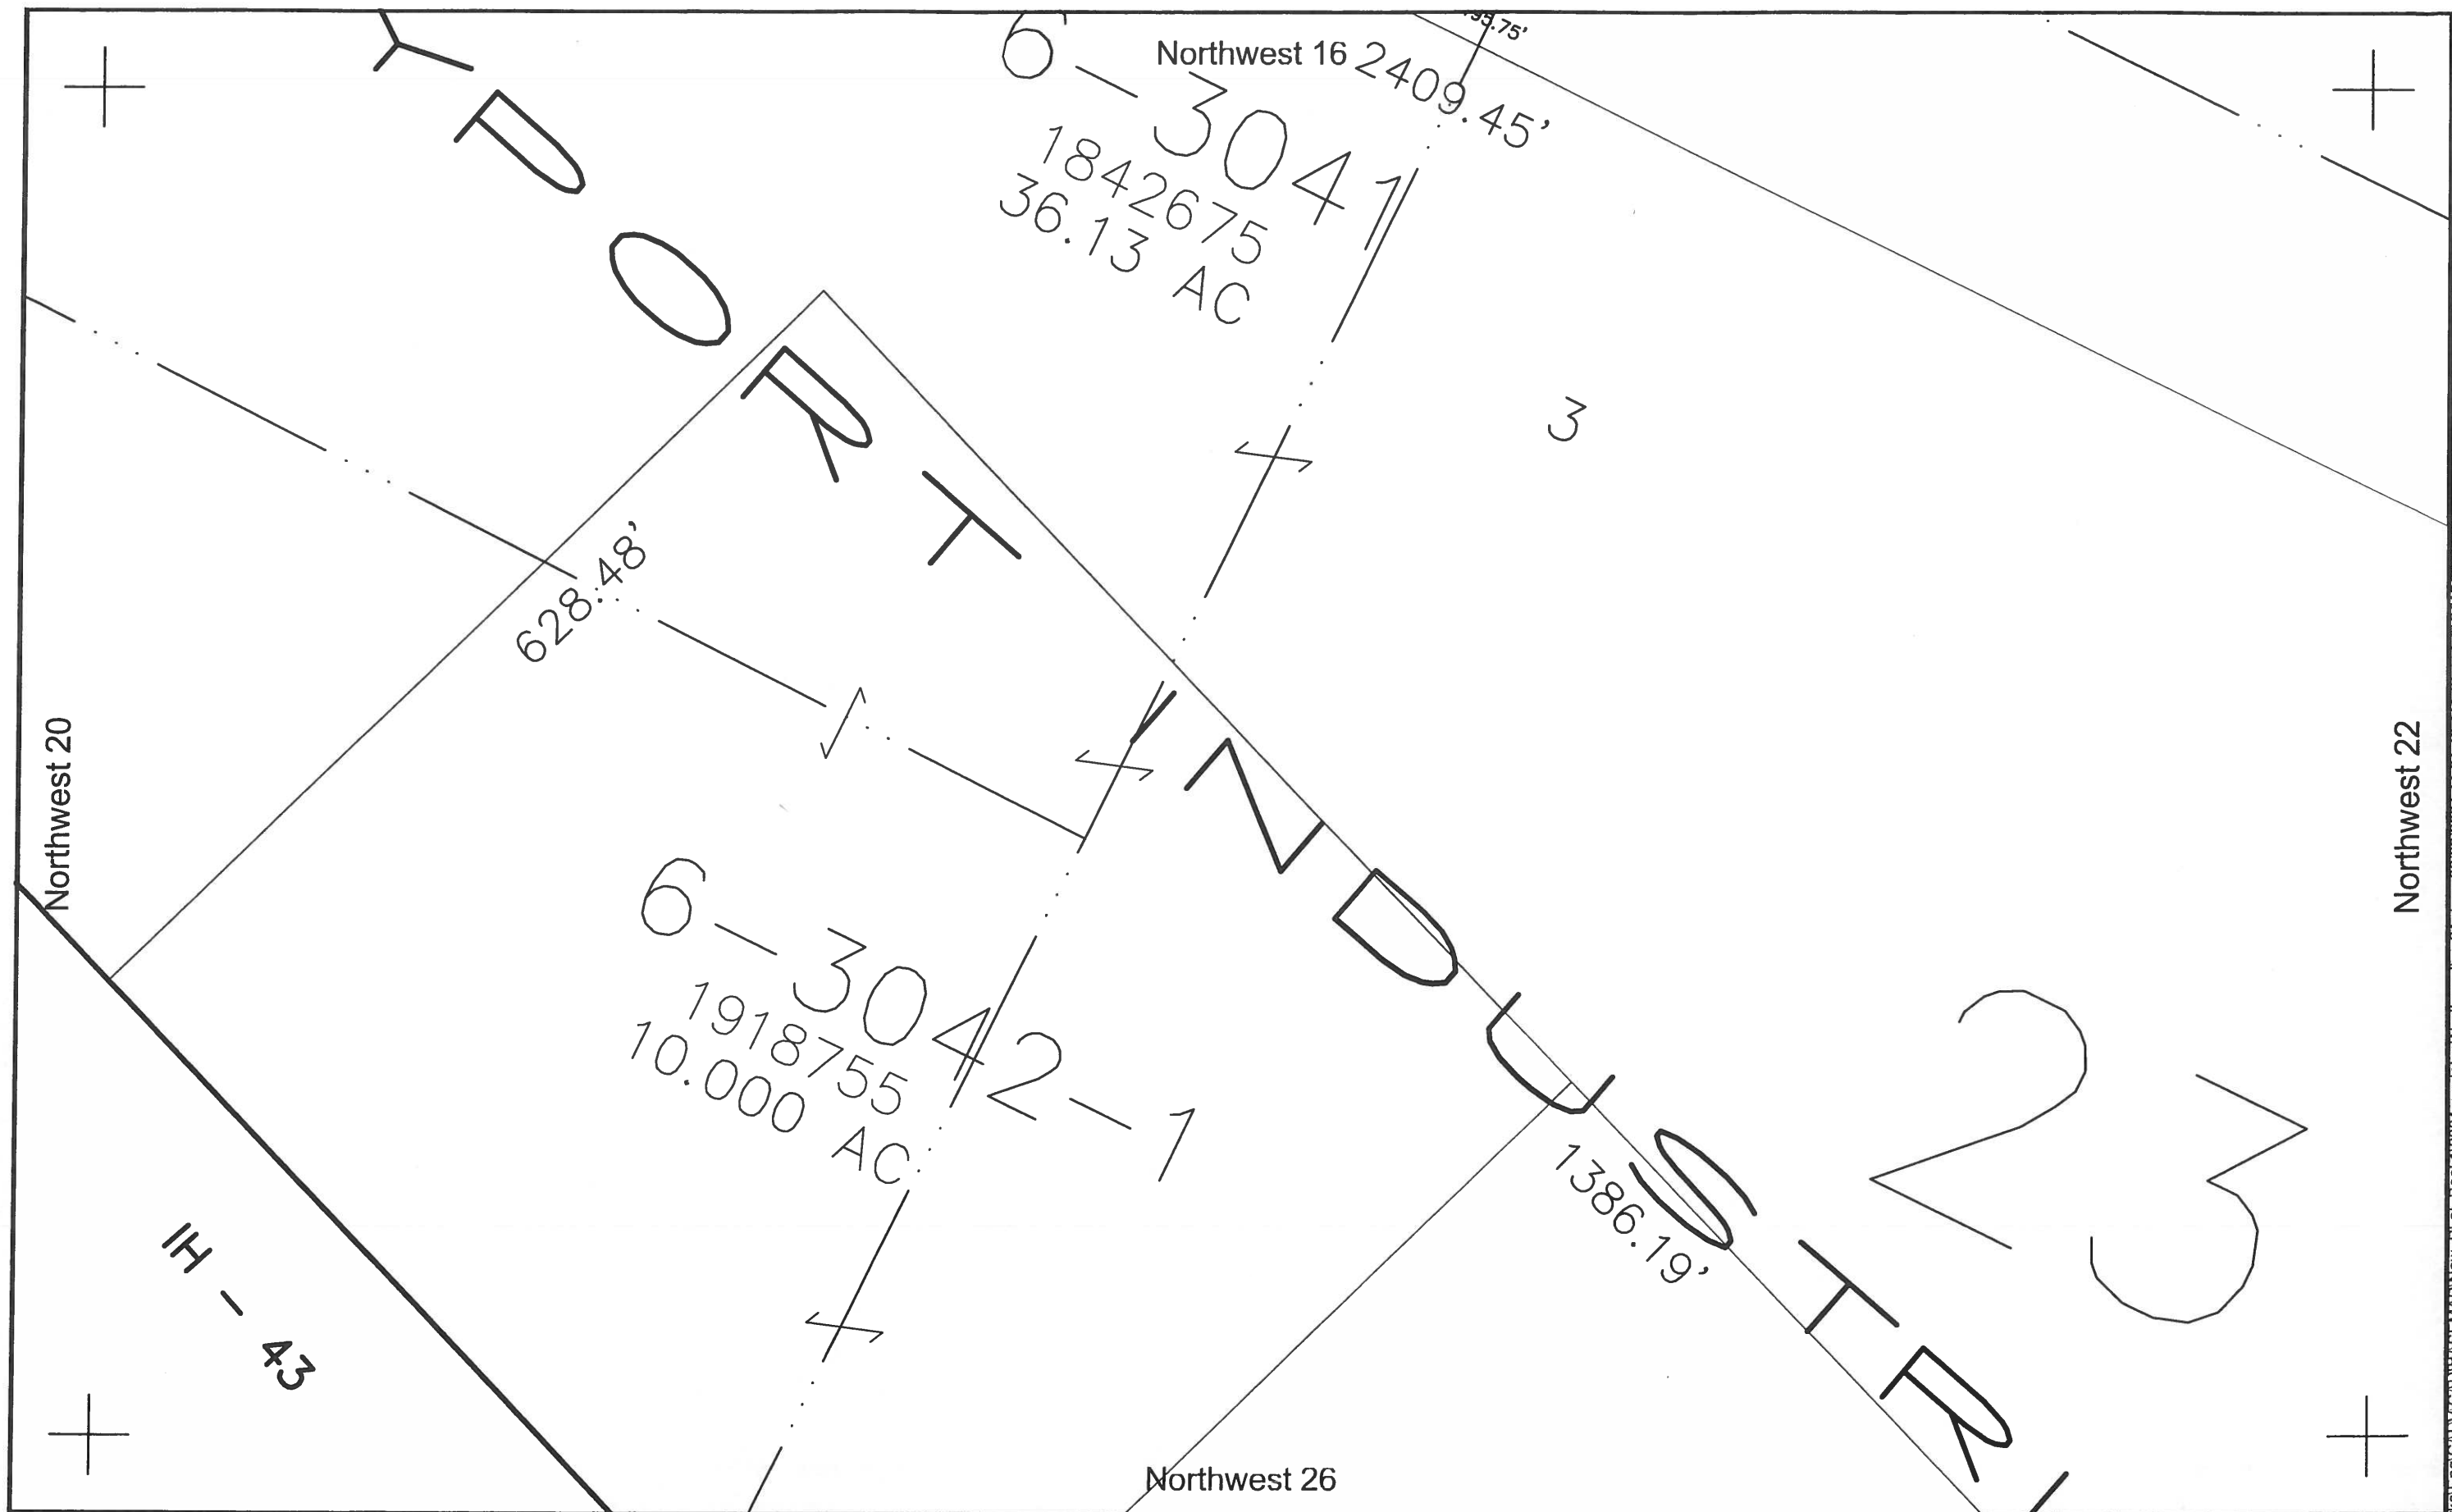 Northwest 16
2409.45'
6-3041
1842675
36.13 AC
3
YPORT INDUSTRI
628.48'
Northwest 20
Northwest 22
6-3042-1
1918755
10.000 AC
23
1386.19'
IH - 43
Northwest 26